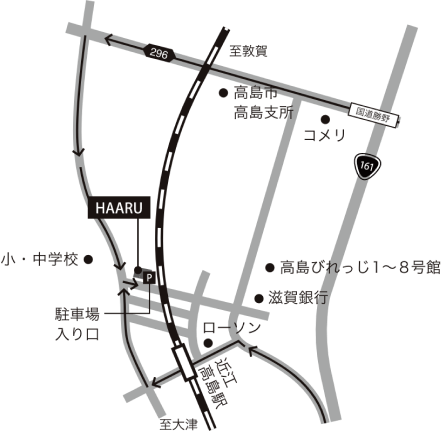 至敦賀
296
高島市
高島支所
国道勝野
コメリ
161
HAARU
小・中学校
P
高島びれっじ1〜8号館
滋賀銀行
駐車場
入り口
ローソン
近江
高島駅
至大津